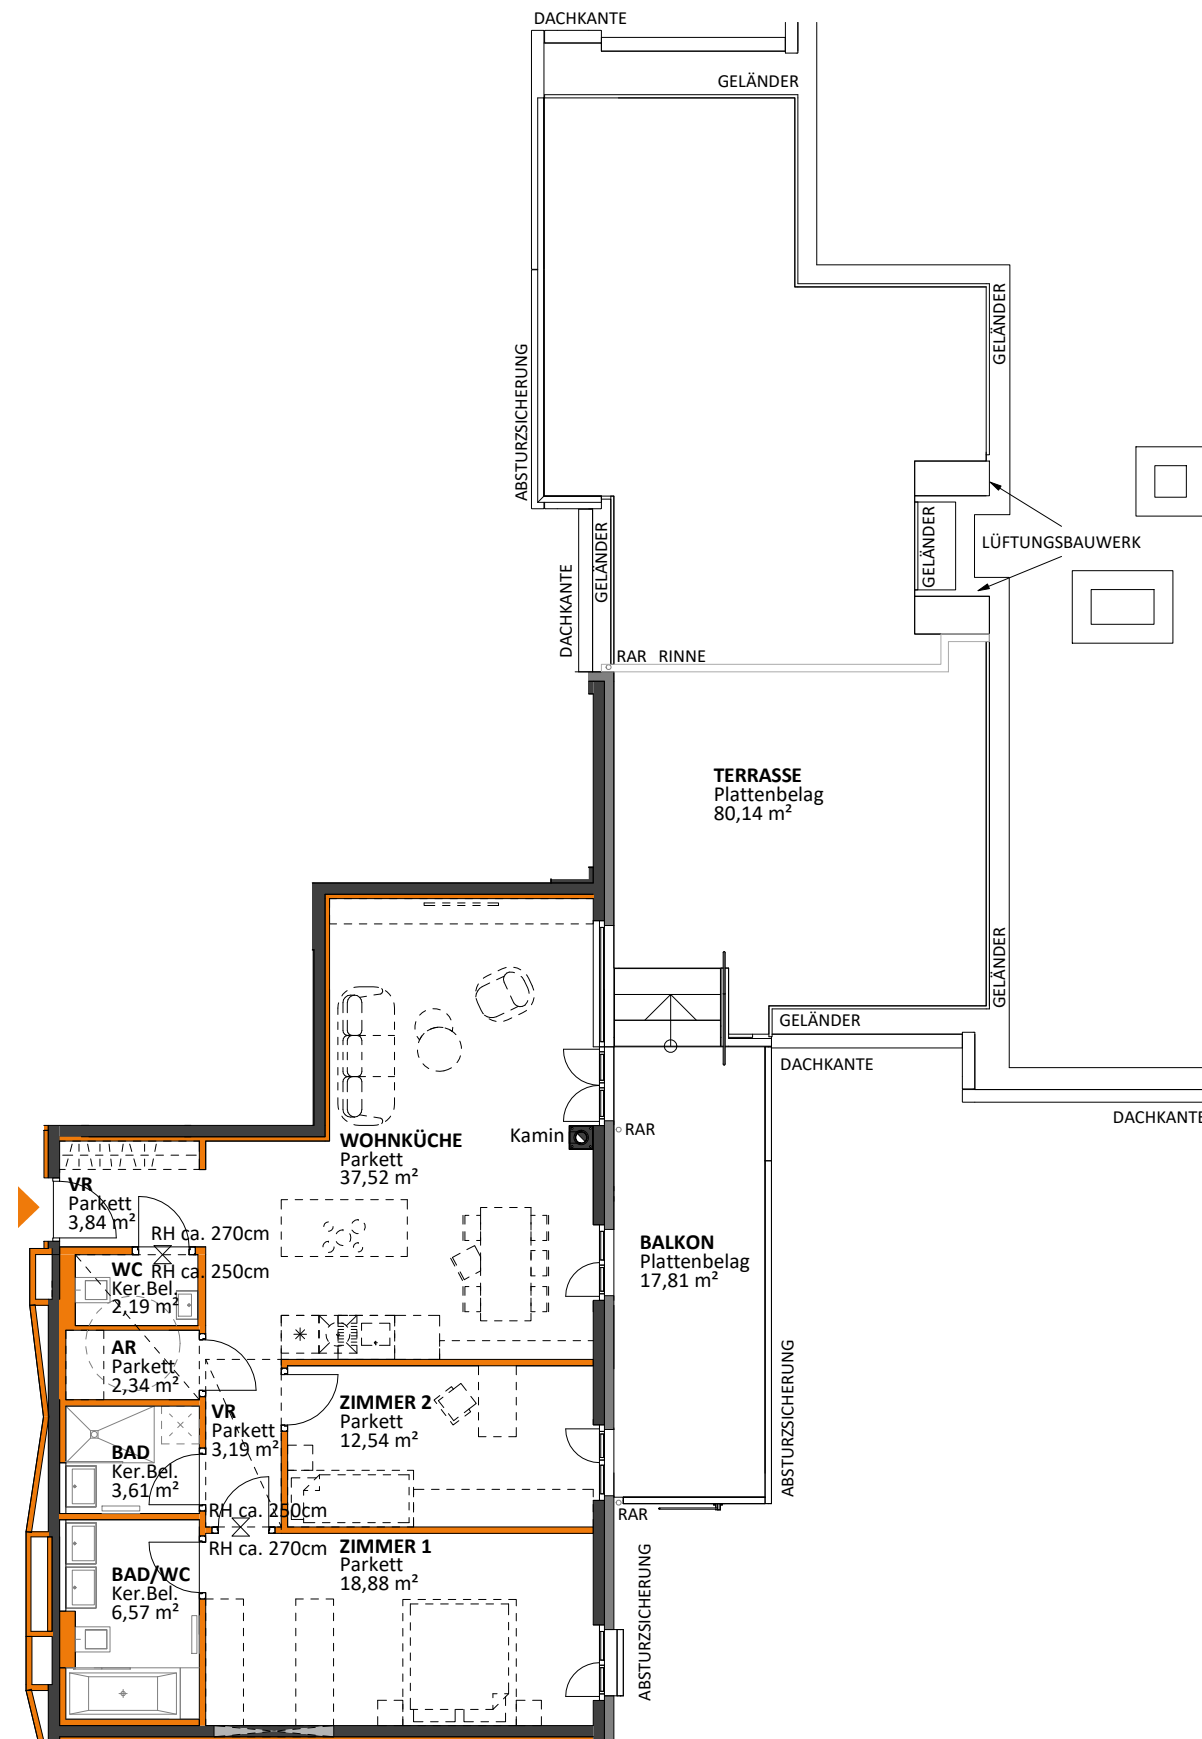 DACHKANTE
GELÄNDER
GELÄNDER
ABSTURZSICHERUNG
GELÄNDER
GELÄNDER
LÜFTUNGSBAUWERK
DACHKANTE
RAR RINNE
TERRASSE
Plattenbelag
80,14 m²
GELÄNDER
GELÄNDER
DACHKANTE
DACHKANTE
Kamin
RAR
WOHNKÜCHE
Parkett
37,52 m²
VR
Parkett
3,84 m²
RH ca. 270cm
RH ca. 250cm
WC
Ker.Bel.
2,19 m²
BALKON
Plattenbelag
17,81 m²
AR
Parkett
2,34 m²
ABSTURZSICHERUNG
VR
Parkett
3,19 m²
ZIMMER 2
Parkett
12,54 m²
BAD
Ker.Bel.
3,61 m²
RH ca. 250cm
RH ca. 270cm
RAR
ZIMMER 1
Parkett
18,88 m²
BAD/WC
Ker.Bel.
6,57 m²
ABSTURZSICHERUNG